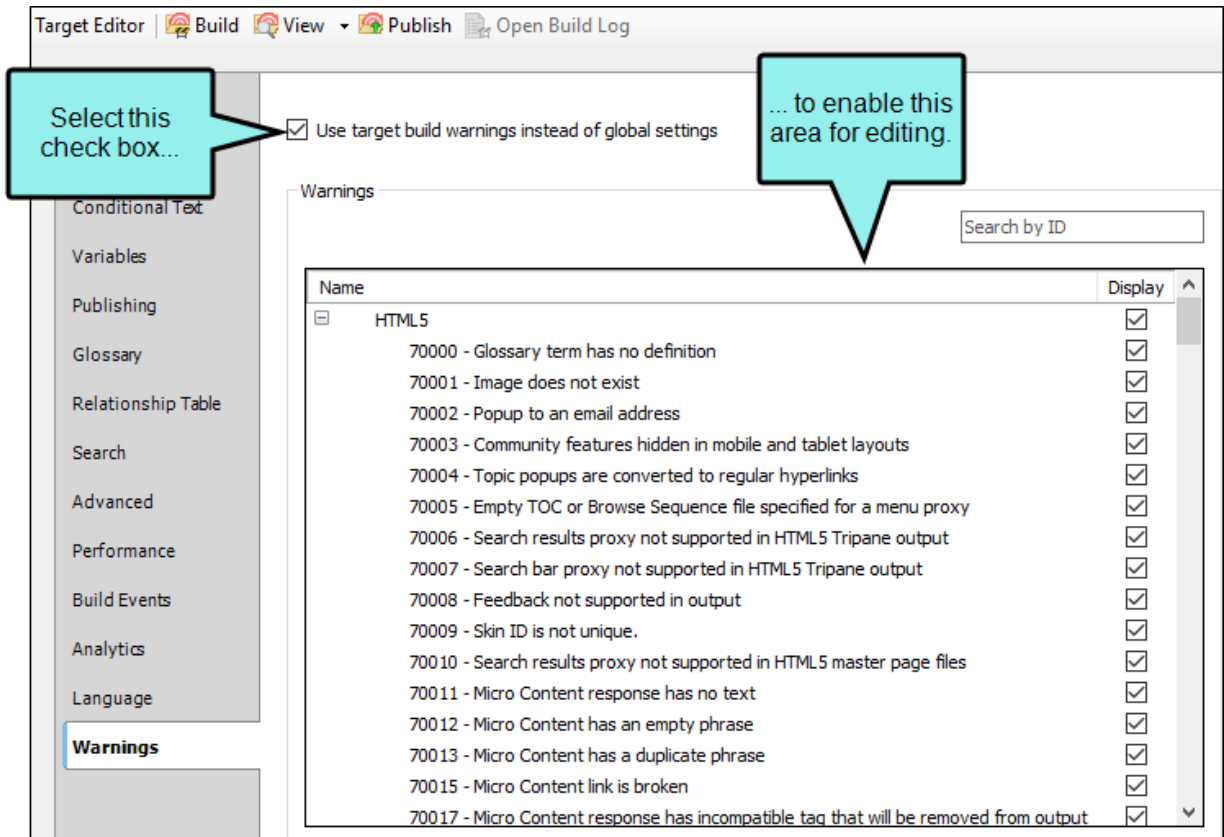 Target Editor Build View Publish Open Build Log
Select this
check box...
... to enable this
area for editing.
Use target build warnings instead of global settings
Conditional Text
Variables
Publishing
Glossary
Relationship Table
Search
Advanced
Performance
Build Events
Analytics
Language
Warnings
Warnings
Search by ID
Name Display
HTML5
70000 - Glossary term has no definition
70001 - Image does not exist
70002 - Popup to an email address
70003 - Community features hidden in mobile and tablet layouts
70004 - Topic popups are converted to regular hyperlinks
70005 - Empty TOC or Browse Sequence file specified for a menu proxy
70006 - Search results proxy not supported in HTML5 Tripane output
70007 - Search bar proxy not supported in HTML5 Tripane output
70008 - Feedback not supported in output
70009 - Skin ID is not unique.
70010 - Search results proxy not supported in HTML5 master page files
70011 - Micro Content response has no text
70012 - Micro Content has an empty phrase
70013 - Micro Content has a duplicate phrase
70015 - Micro Content link is broken
70017 - Micro Content response has incompatible tag that will be removed from output